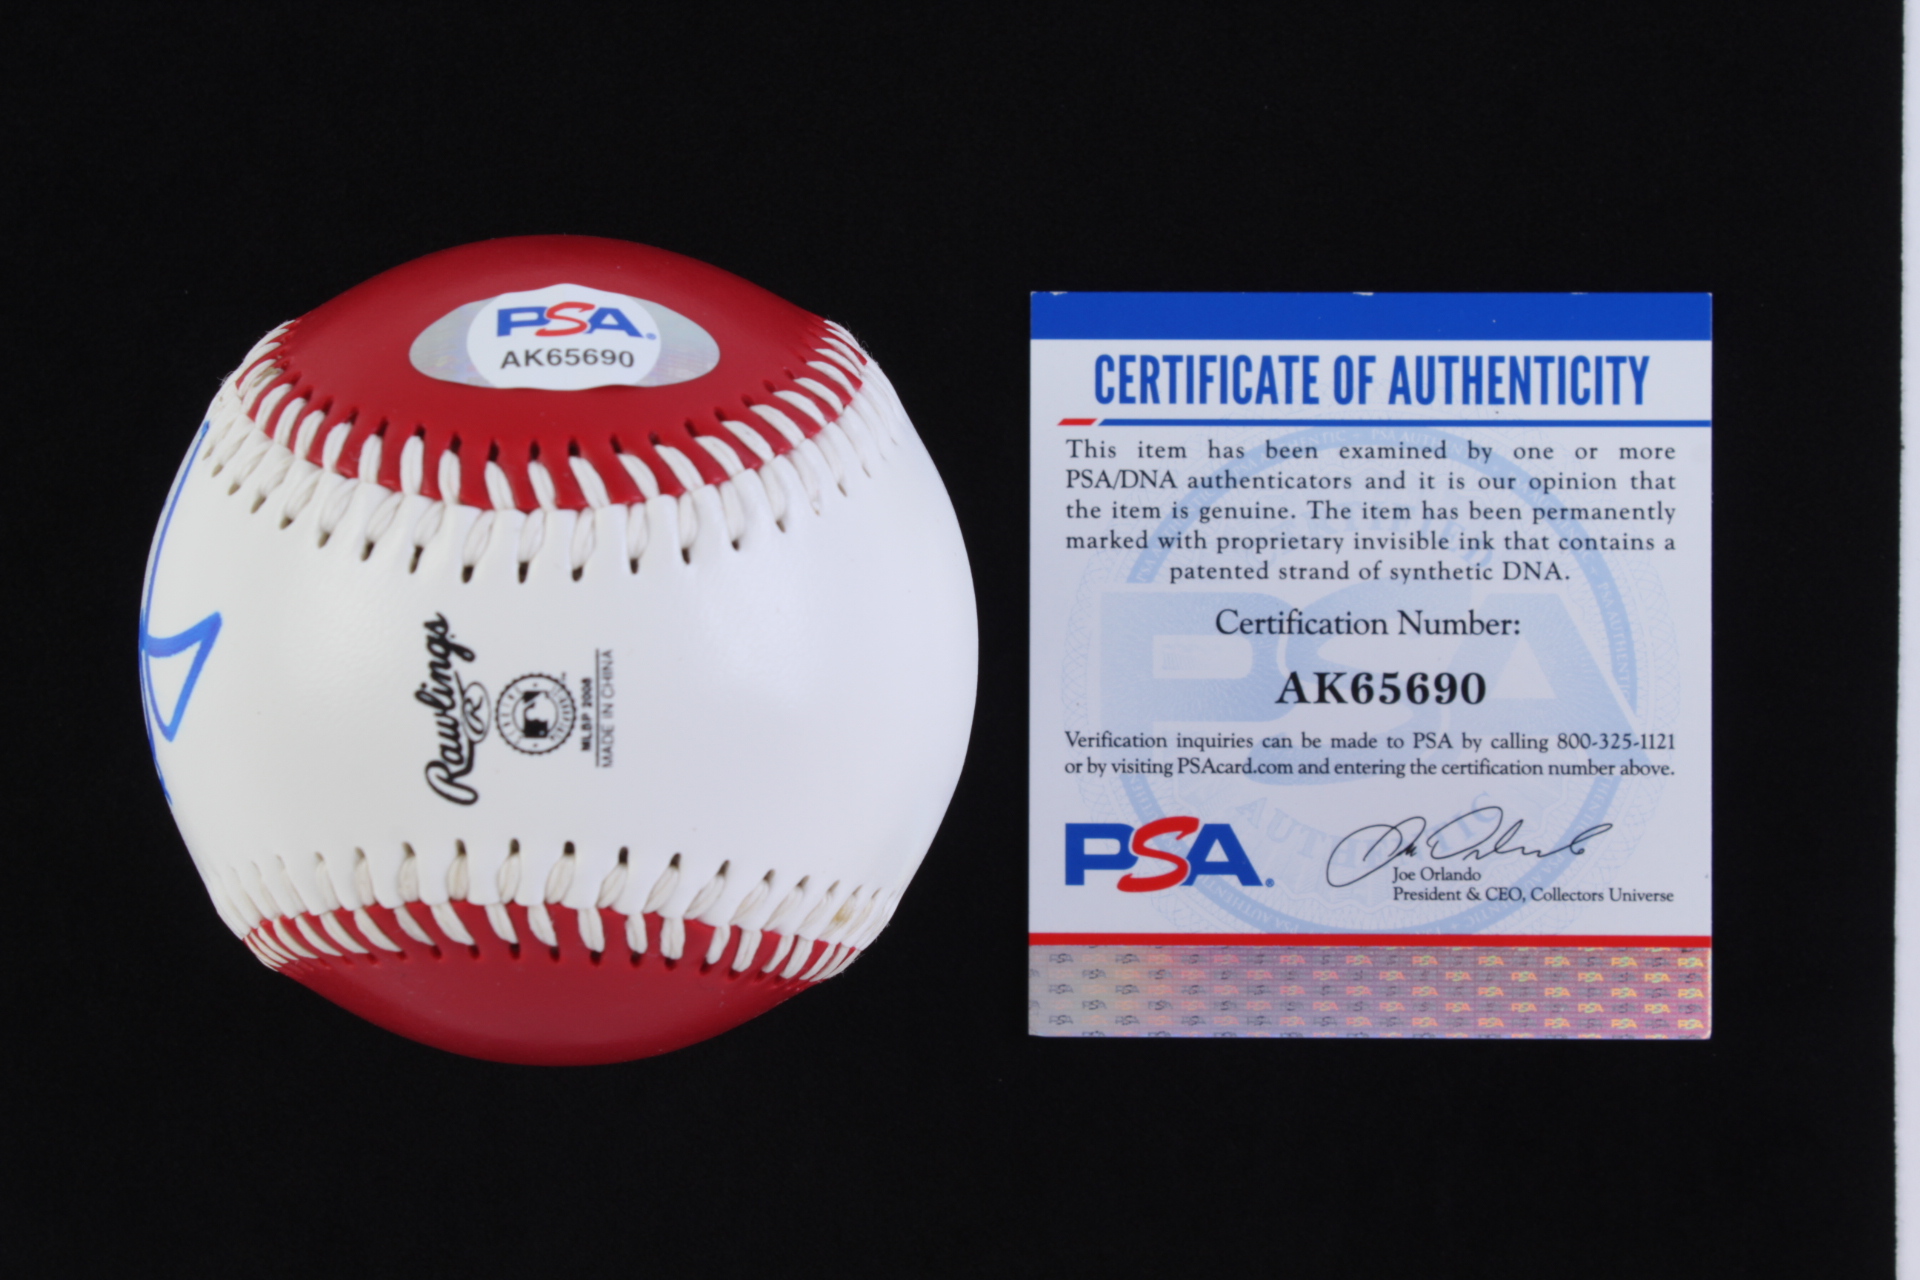 PSA
AK65690
Rawlings
R
MLBP 2008
MADE IN CHINA
CERTIFICATE OF AUTHENTICITY
This item has been examined by one or more
PSA/DNA authenticators and it is our opinion that
the item is genuine. The item has been permanently
marked with proprietary invisible ink that contains a
patented strand of synthetic DNA.
Certification Number:
AK65690
Verification inquiries can be made to PSA by calling 800-325-1121
or by visiting PSAcard.com and entering the certification number above.
PSA
Joe Orlando
President & CEO, Collectors Universe